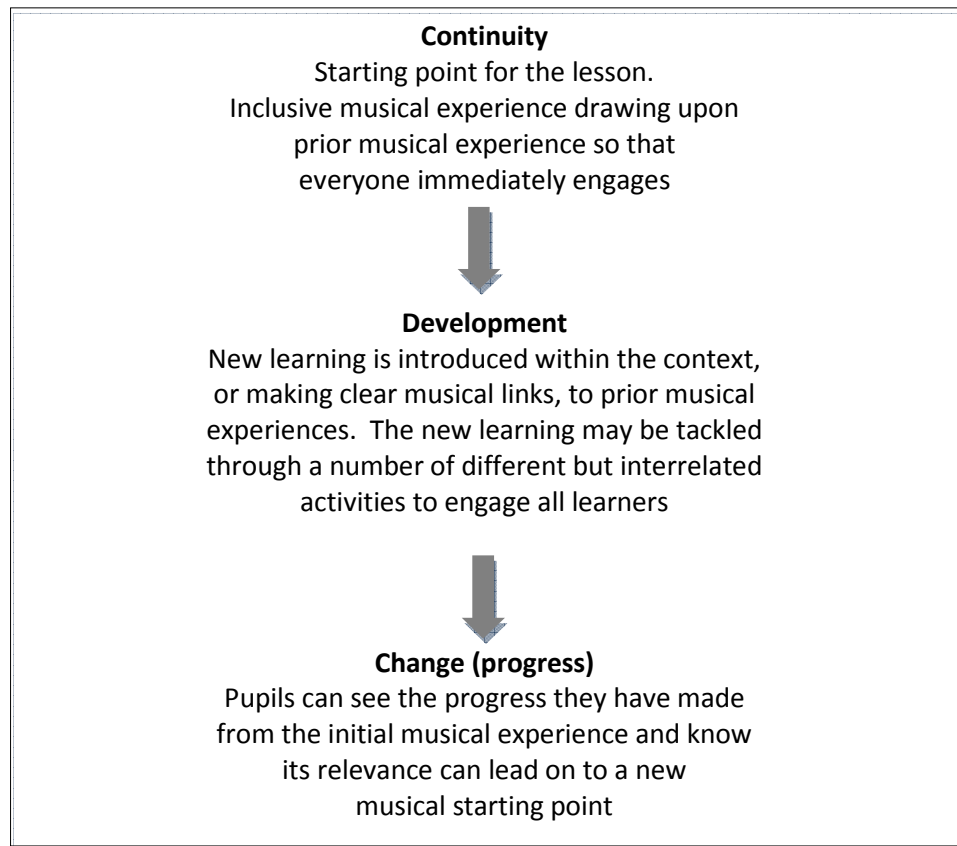 Continuity
Starting point for the lesson.
Inclusive musical experience drawing upon
prior musical experience so that
everyone immediately engages
Development
New learning is introduced within the context,
or making clear musical links, to prior musical
experiences.  The new learning may be tackled
through a number of different but interrelated
activities to engage all learners
Change (progress)
Pupils can see the progress they have made
from the initial musical experience and know
its relevance can lead on to a new
musical starting point